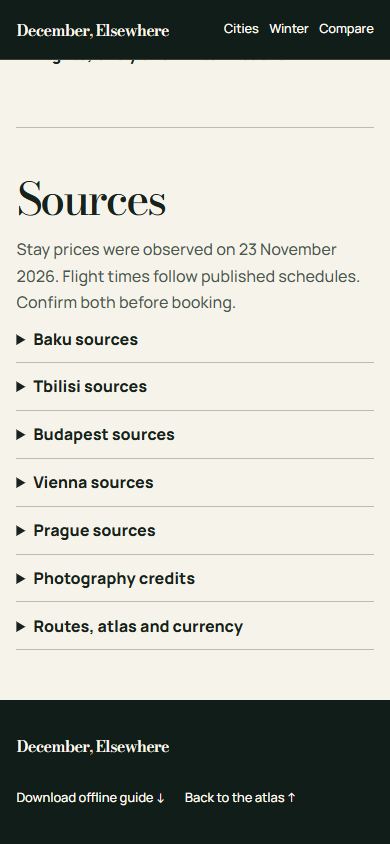 December, Elsewhere
Cities Winter Compare
Sources
Stay prices were observed on 23 November
2026. Flight times follow published schedules.
Confirm both before booking.
▶ Baku sources
▶ Tbilisi sources
▶ Budapest sources
▶ Vienna sources
▶ Prague sources
▶ Photography credits
▶ Routes, atlas and currency
December, Elsewhere
Download offline guide ↓ Back to the atlas ↑